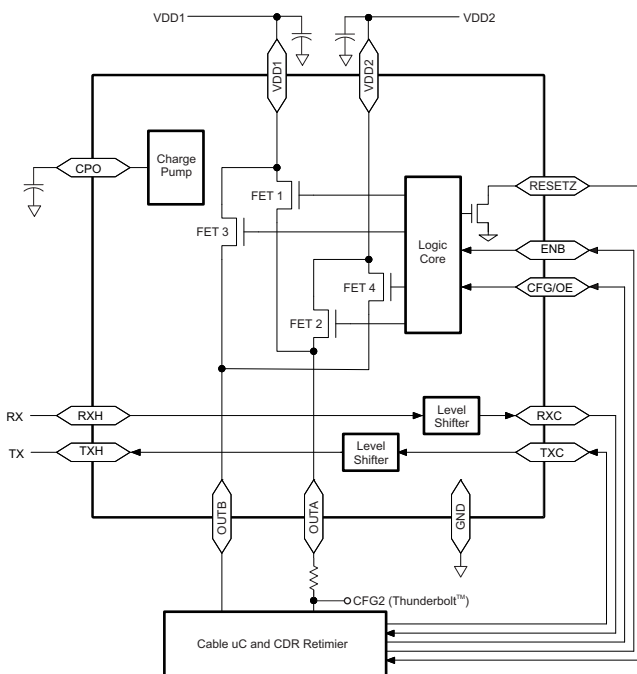 VDD1
VDD2
VDD1
VDD2
CPO
Charge
Pump
FET 1
FET 3
FET 4
FET 2
Logic
Core
RESETZ
ENB
CFG/OE
RX
RXH
Level
Shifter
RXC
TX
TXH
Level
Shifter
TXC
OUTB
OUTA
GND
CFG2 (Thunderbolt™)
Cable uC and CDR Retimier